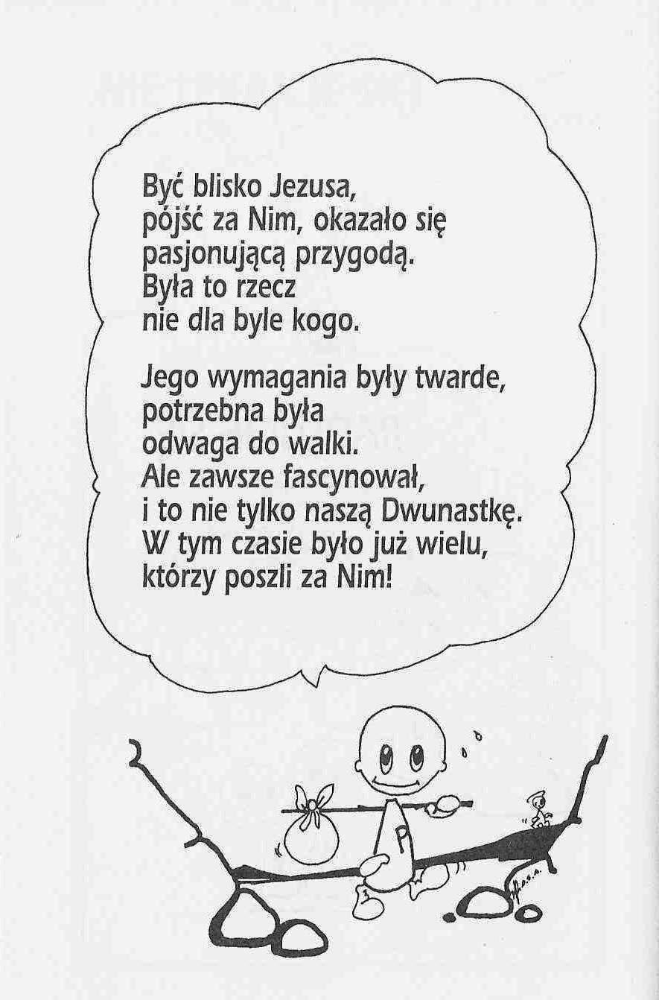 Być blisko Jezusa,
pójść za Nim, okazało się
pasjonującą przygodą.
Była to rzecz
nie dla byle kogo.
Jego wymagania były twarde,
potrzebna była
odwaga do walki.
Ale zawsze fascynował,
i to nie tylko naszą Dwunastkę.
W tym czasie było już wielu,
którzy poszli za Nim!
P